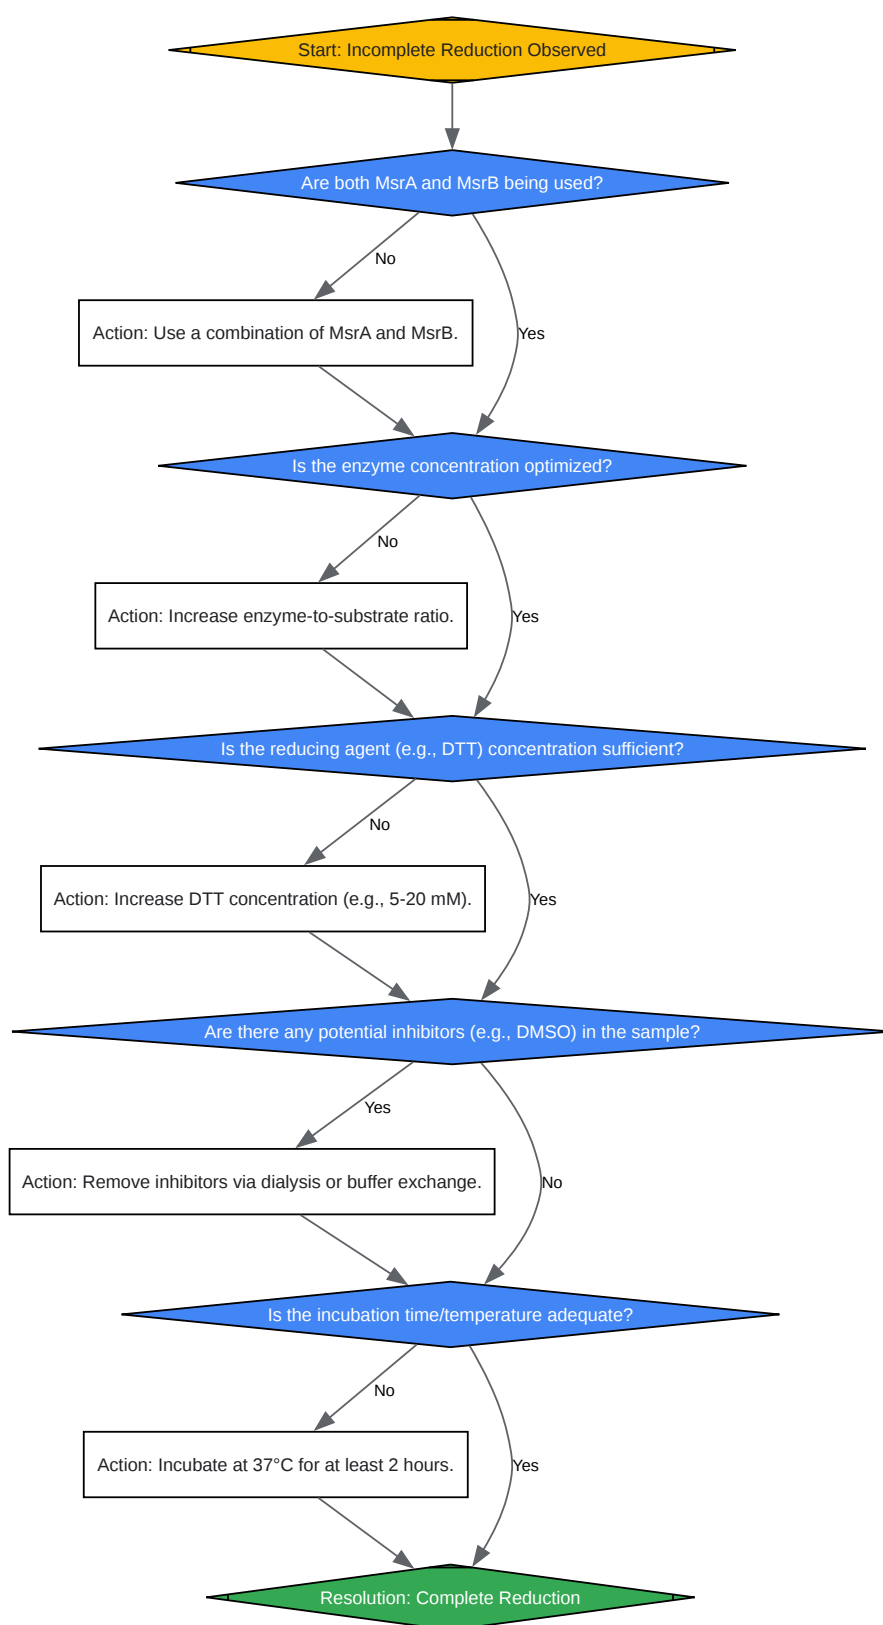 Start: Incomplete Reduction Observed
Are both MsrA and MsrB being used?
No
Action: Use a combination of MsrA and MsrB.
Yes
Is the enzyme concentration optimized?
No
Action: Increase enzyme-to-substrate ratio.
Yes
Is the reducing agent (e.g., DTT) concentration sufficient?
No
Action: Increase DTT concentration (e.g., 5-20 mM).
Yes
Are there any potential inhibitors (e.g., DMSO) in the sample?
Yes
Action: Remove inhibitors via dialysis or buffer exchange.
No
Is the incubation time/temperature adequate?
No
Action: Incubate at 37°C for at least 2 hours.
Yes
Resolution: Complete Reduction